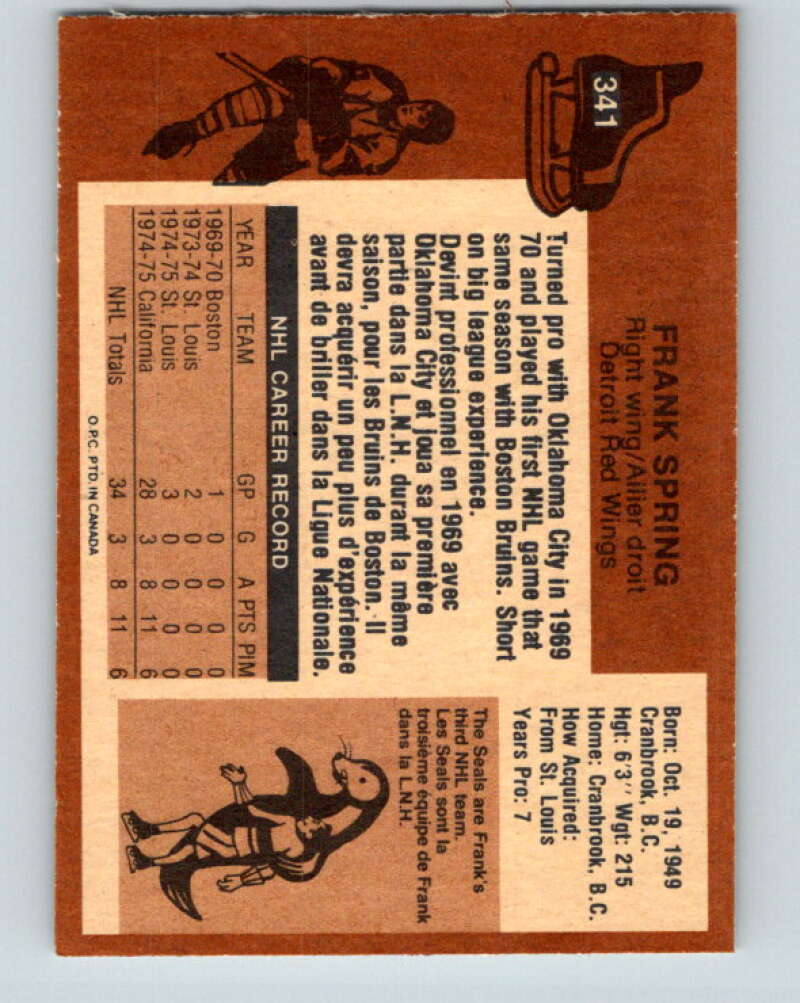 341
FRANK SPRING
Right wing/Ailier droit
Detroit Red Wings
Born: Oct. 19, 1949
Cranbrook, B.C.
Hgt: 6'3'' Wgt: 215
Home: Cranbrook, B.C.
How Acquired:
From St. Louis
Years Pro: 7
Turned pro with Oklahoma City in 1969
70 and played his first NHL game that
same season with Boston Bruins. Short
on big league experience.
Devint professionnel en 1969 avec
Oklahoma City et joua sa première
partie dans la L.N.H. durant la même
saison, pour les Bruins de Boston. Il
devra acquérir un peu plus d'expérience
avant de briller dans la Ligue Nationale.
NHL CAREER RECORD
YEAR TEAM GP G A PTS PIM
1969-70 Boston 1 0 0 0 0
1973-74 St. Louis 2 0 0 0 0
1974-75 St. Louis 3 0 0 0 0
1974-75 California 28 3 8 11 6
NHL Totals 34 3 8 11 6
The Seals are Frank's
third NHL team.
Les Seals sont la
troisième équipe de Frank
dans la L.N.H.
O.P.C. PTD. IN CANADA